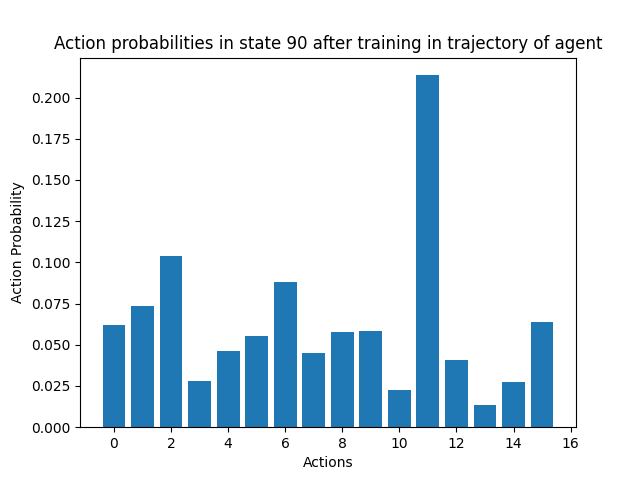 Action probabilities in state 90 after training in trajectory of agent
0.200
0.175
0.150
0.125
0.100
0.075
0.050
0.025
0.000
Action Probability
0 2 4 6 8 10 12 14 16
Actions